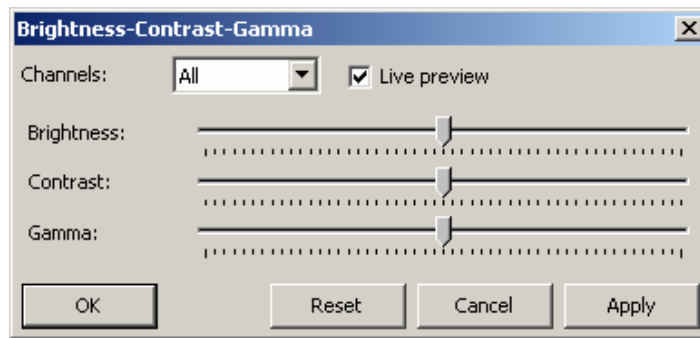 Brightness-Contrast-Gamma
Channels: All Live preview
Brightness:
Contrast:
Gamma:
OK Reset Cancel Apply